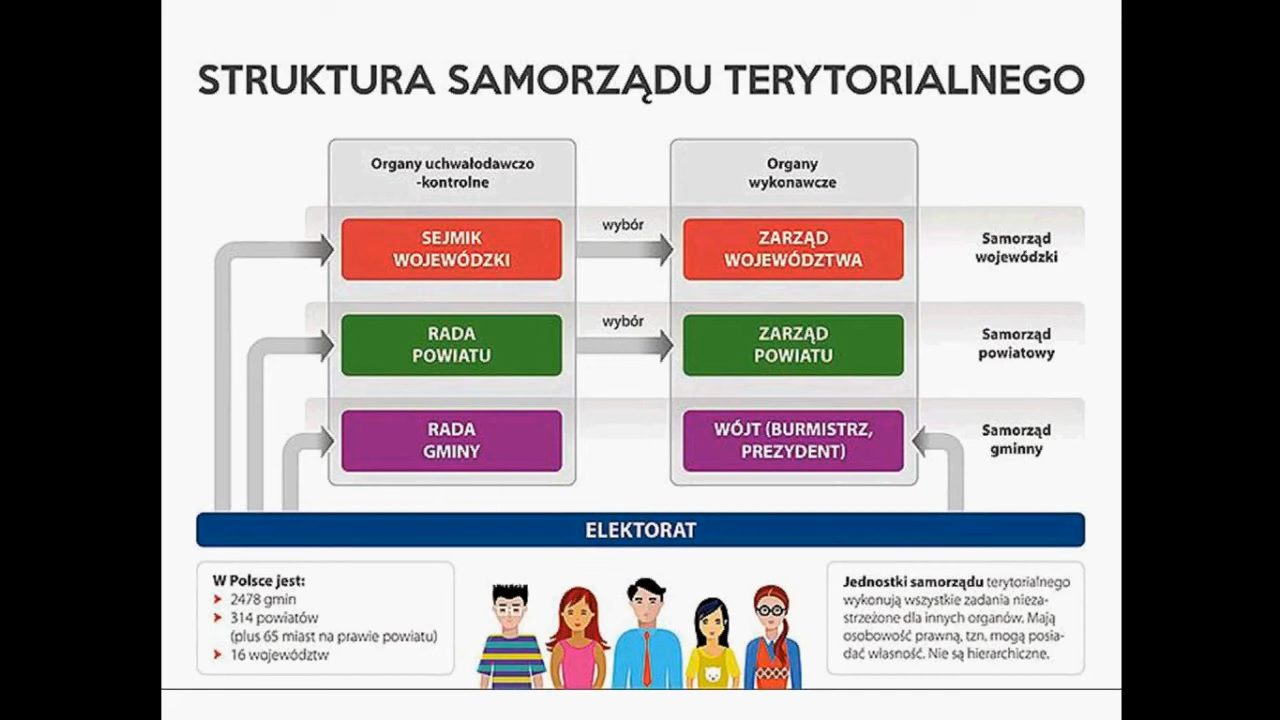 STRUKTURA SAMORZĄDU TERYTORIALNEGO
Organy uchwałodawczo
-kontrolne
Organy
wykonawcze
SEJMIK
WOJEWÓDZKI
wybór
ZARZĄD
WOJEWÓDZTWA
Samorząd
wojewódzki
RADA
POWIATU
wybór
ZARZĄD
POWIATU
Samorząd
powiatowy
RADA
GMINY
WÓJT (BURMISTRZ,
PREZYDENT)
Samorząd
gminny
ELEKTORAT
W Polsce jest:
2478 gmin
314 powiatów
(plus 65 miast na prawie powiatu)
16 województw
Jednostki samorządu terytorialnego
wykonują wszystkie zadania nieza-
strzeżone dla innych organów. Mają
osobowość prawną, tzn, mogą posia-
dać własność. Nie są hierarchiczne.